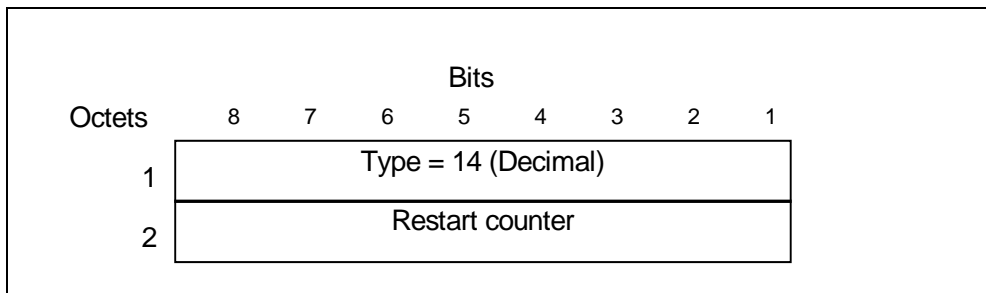 Bits
Octets 8 7 6 5 4 3 2 1
1 Type = 14 (Decimal)
2 Restart counter